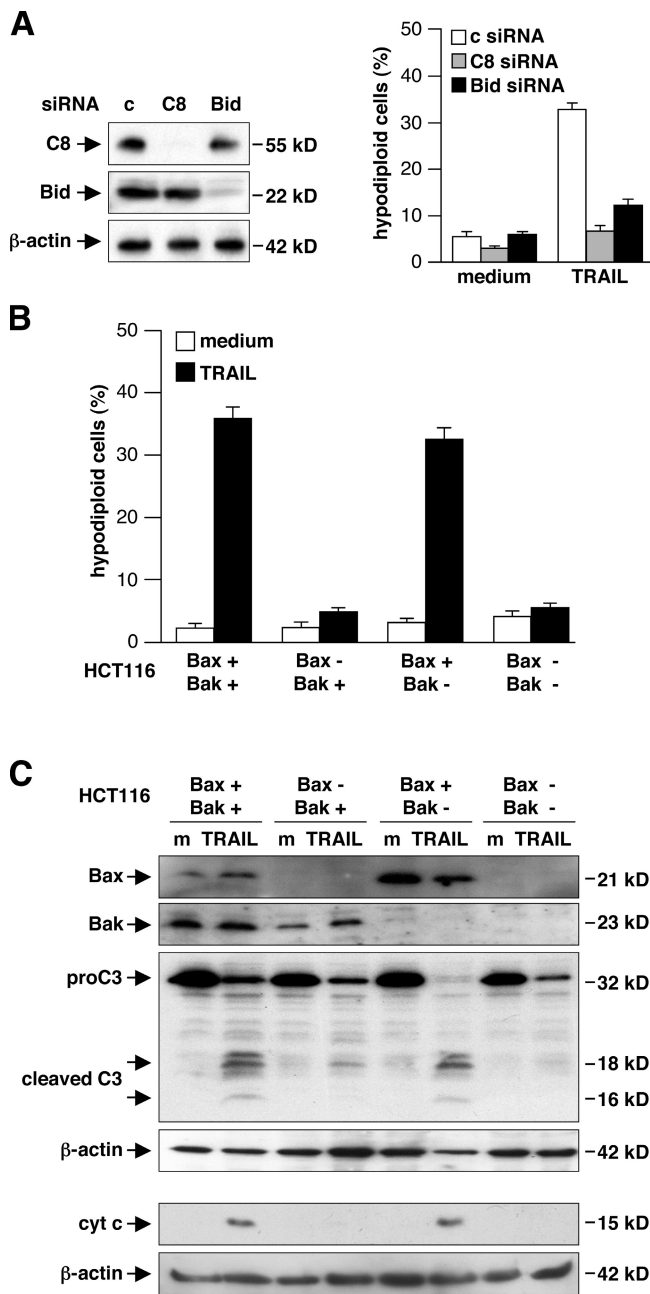 A
siRNA c C8 Bid
C8
55 kD
Bid
22 kD
β-actin
42 kD
hypodiploid cells (%)
50
40
30
20
10
0
c siRNA
C8 siRNA
Bid siRNA
medium TRAIL
B
hypodiploid cells (%)
50
40
30
20
10
0
medium
TRAIL
HCT116
Bax + Bax - Bax + Bax -
Bak + Bak + Bak - Bak -
C
HCT116
Bax + Bax - Bax + Bax -
Bak + Bak + Bak - Bak -
m TRAIL m TRAIL m TRAIL m TRAIL
Bax
21 kD
Bak
23 kD
proC3
32 kD
18 kD
cleaved C3
16 kD
β-actin
42 kD
cyt c
15 kD
β-actin
42 kD